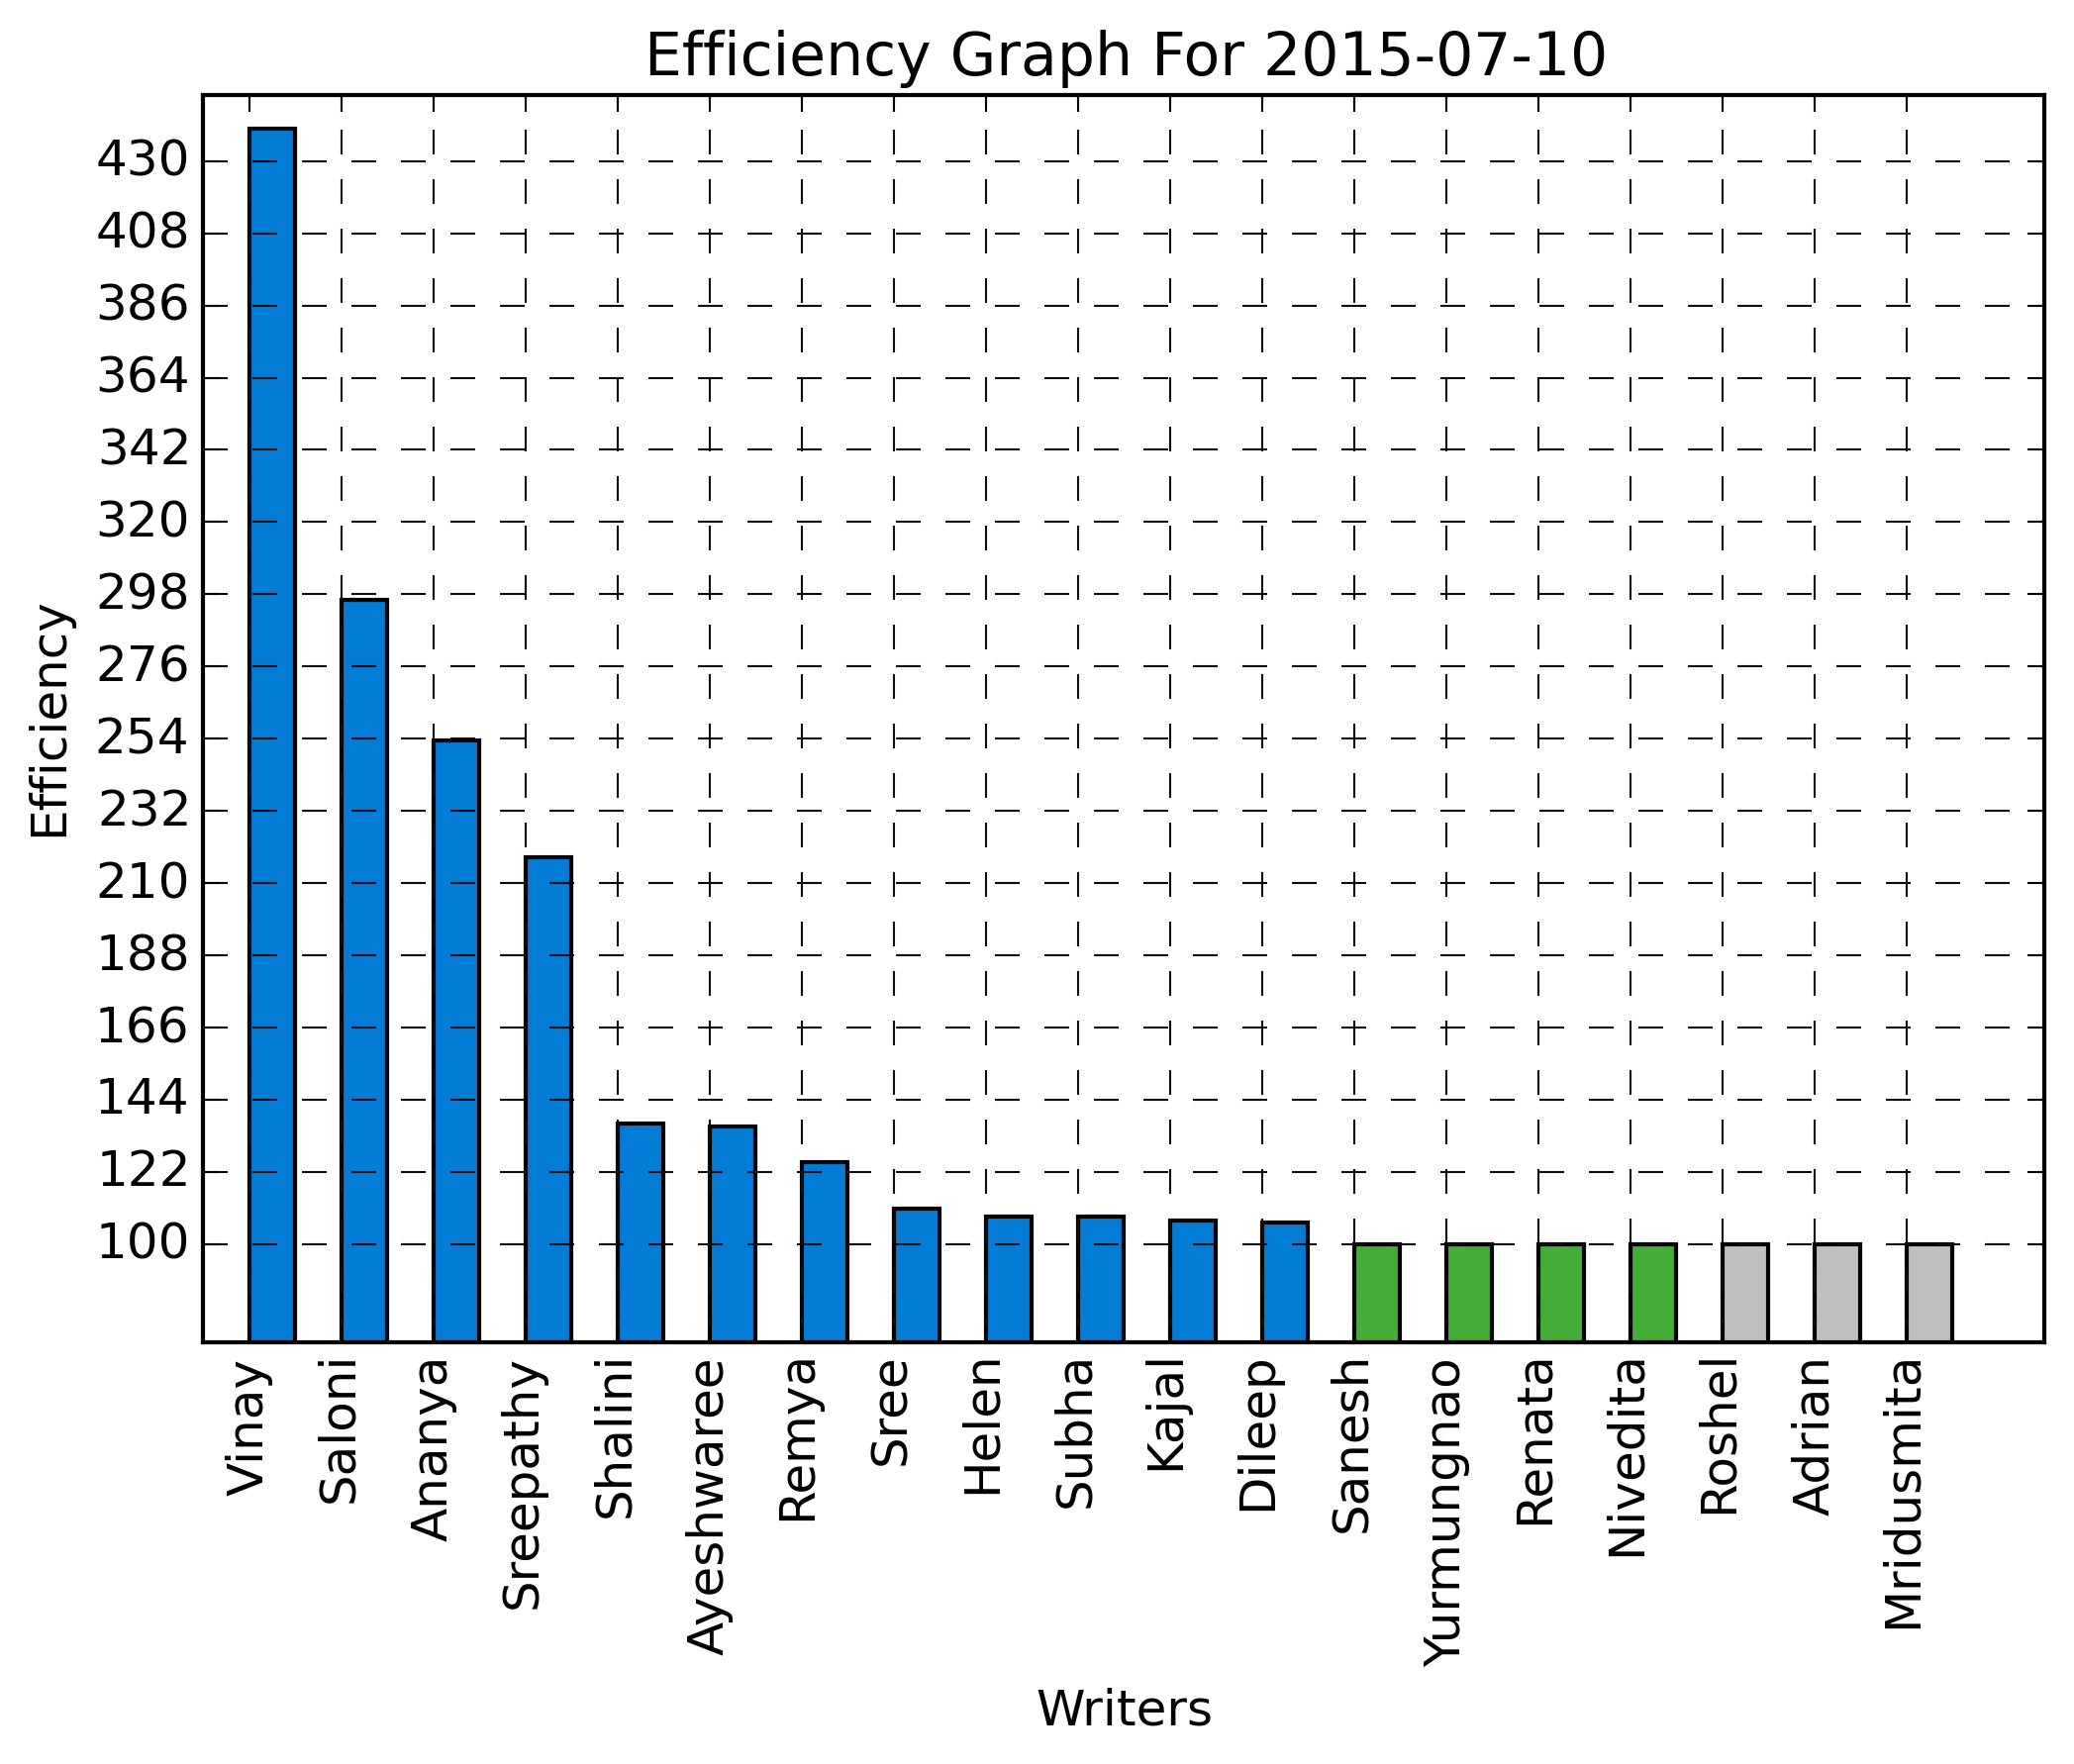 Efficiency Graph For 2015-07-10
Efficiency
430
408
386
364
342
320
298
276
254
232
210
188
166
144
122
100
Vinay
Saloni
Ananya
Sreepathy
Shalini
Ayeshwaree
Remya
Sree
Helen
Subha
Kajal
Dileep
Sanesh
Yurmungnao
Renata
Nivedita
Roshel
Adrian
Mridusmita
Writers